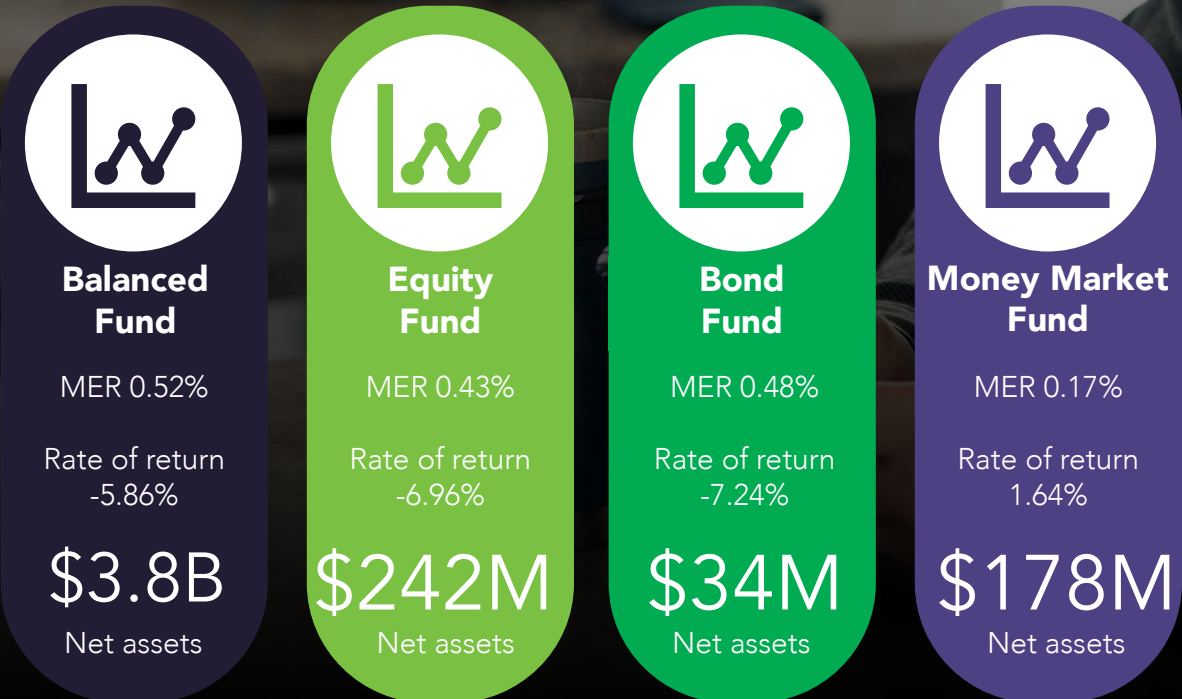 Balanced
Fund
MER 0.52%
Rate of return
-5.86%
$3.8B
Net assets
Equity
Fund
MER 0.43%
Rate of return
-6.96%
$242M
Net assets
Bond
Fund
MER 0.48%
Rate of return
-7.24%
$34M
Net assets
Money Market
Fund
MER 0.17%
Rate of return
1.64%
$178M
Net assets